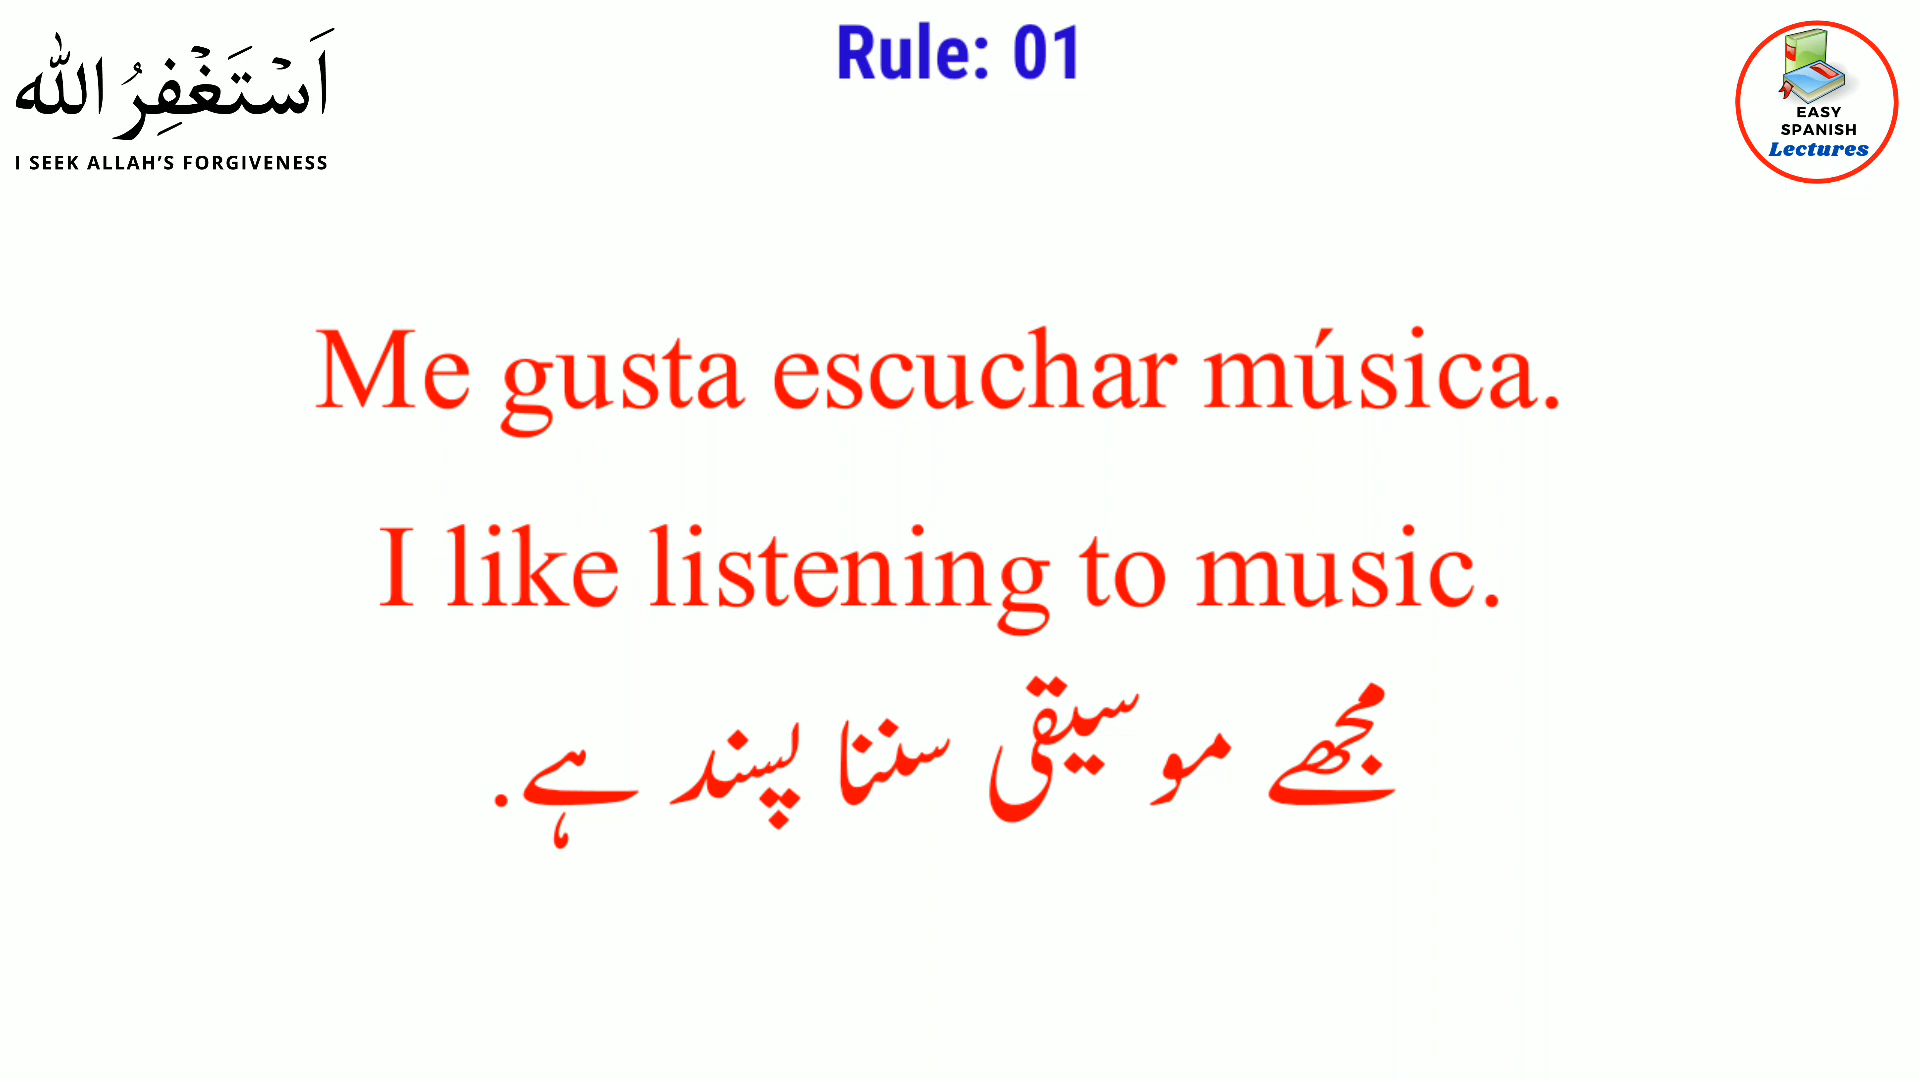 Rule: 01
اَسْتَغْفِرُ اللّٰه
I SEEK ALLAH'S FORGIVENESS
EASY
SPANISH
Lectures
Me gusta escuchar música.
I like listening to music.
مجھے موسیقی سننا پسند ہے.